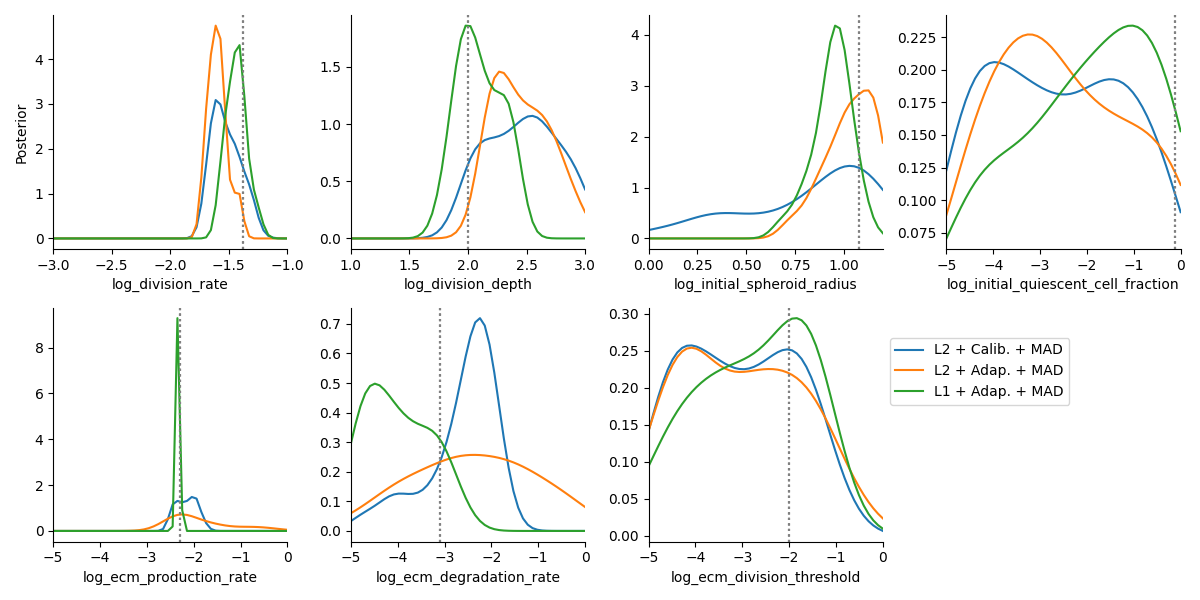 Posterior
4
3
2
1
0
−3.0 −2.5 −2.0 −1.5 −1.0
log_division_rate
1.5
1.0
0.5
0.0
1.0 1.5 2.0 2.5 3.0
log_division_depth
4
3
2
1
0
0.00 0.25 0.50 0.75 1.00
log_initial_spheroid_radius
0.225
0.200
0.175
0.150
0.125
0.100
0.075
−5 −4 −3 −2 −1 0
log_initial_quiescent_cell_fraction
8
6
4
2
0
−5 −4 −3 −2 −1 0
log_ecm_production_rate
0.7
0.6
0.5
0.4
0.3
0.2
0.1
0.0
−5 −4 −3 −2 −1 0
log_ecm_degradation_rate
0.30
0.25
0.20
0.15
0.10
0.05
0.00
−5 −4 −3 −2 −1 0
log_ecm_division_threshold
L2 + Calib. + MAD
L2 + Adap. + MAD
L1 + Adap. + MAD